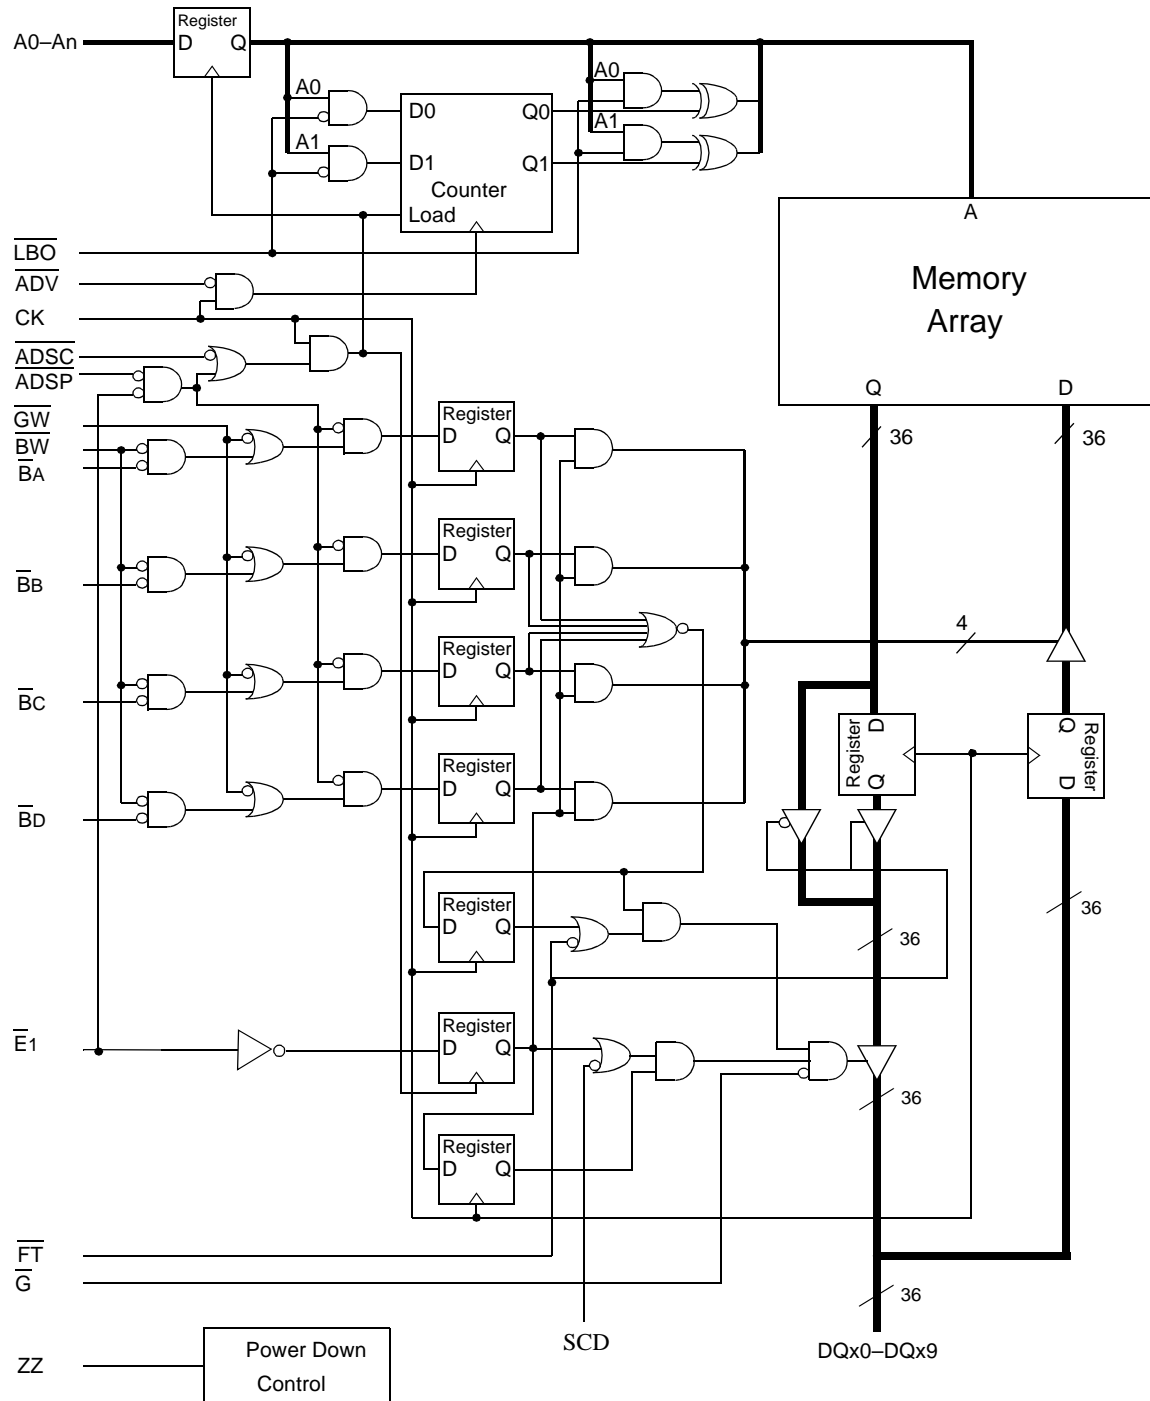 Register
A0–An
D Q
A0
A0
D0 Q0
A1
A1
D1 Q1
Counter
Load
A
LBO
ADV
Memory
Array
CK
ADSC
ADSP
Q D
GW
BW
BA
Register
D Q
36
36
Register
D Q
BB
4
Register
D Q
BC
Register
D
Q
Q
Register
D
Register
D Q
BD
Register
D Q
36
36
E1
Register
D Q
36
Register
D Q
FT
G
36
SCD
DQx0–DQx9
ZZ
Power Down
Control